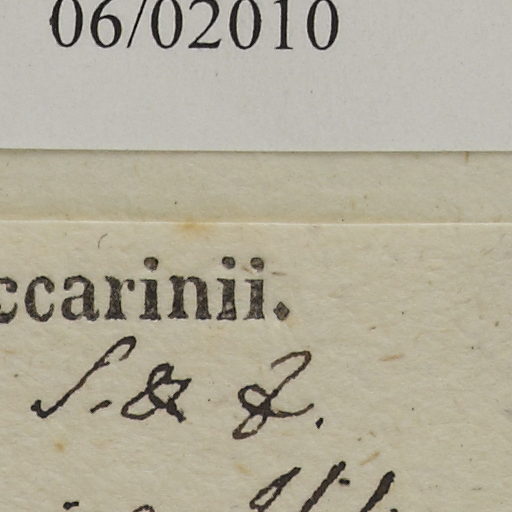 06/02010
ccarinii.
S. & Z.